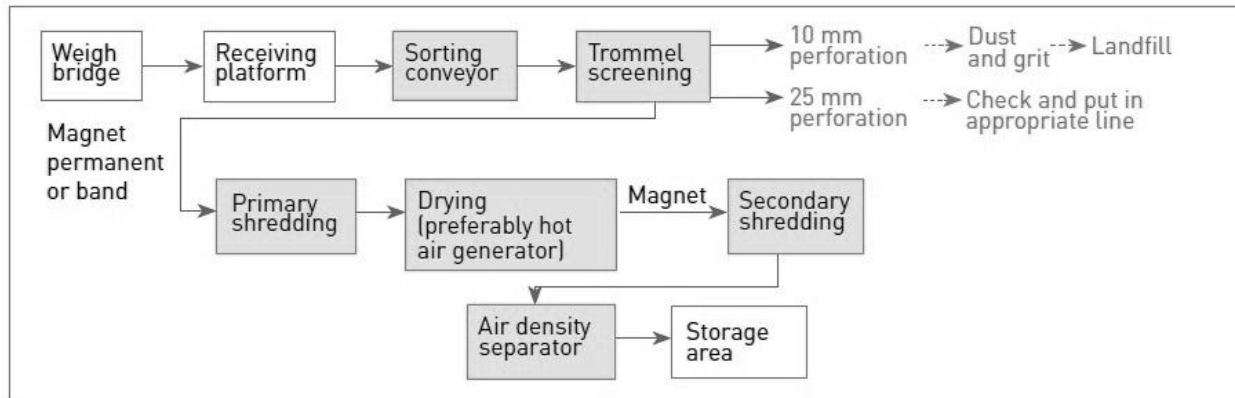 Weigh
bridge
Receiving
platform
Sorting
conveyor
Trommel
screening
10 mm
perforation
Dust
and grit
Landfill
25 mm
perforation
Check and put in
appropriate line
Magnet
permanent
or band
Primary
shredding
Drying
(preferably hot
air generator)
Magnet
Secondary
shredding
Air density
separator
Storage
area